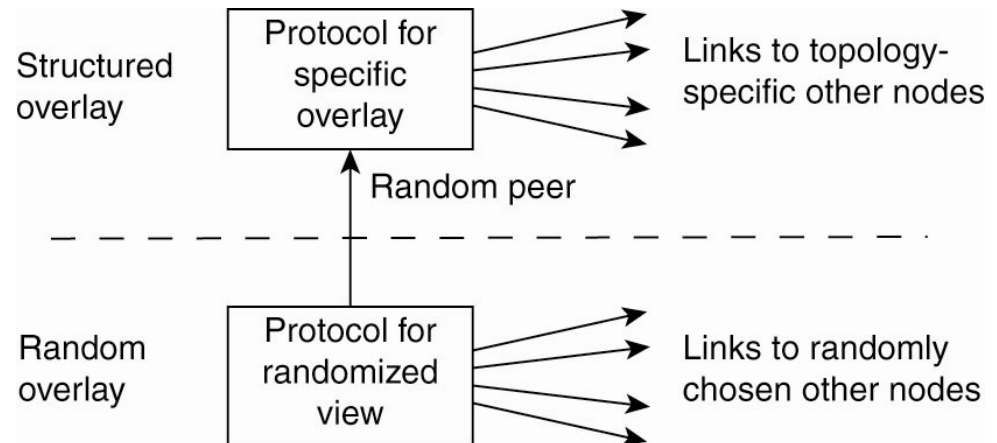 Structured
overlay
Protocol for
specific
overlay
Links to topology-
specific other nodes
Random peer
Random
overlay
Protocol for
randomized
view
Links to randomly
chosen other nodes